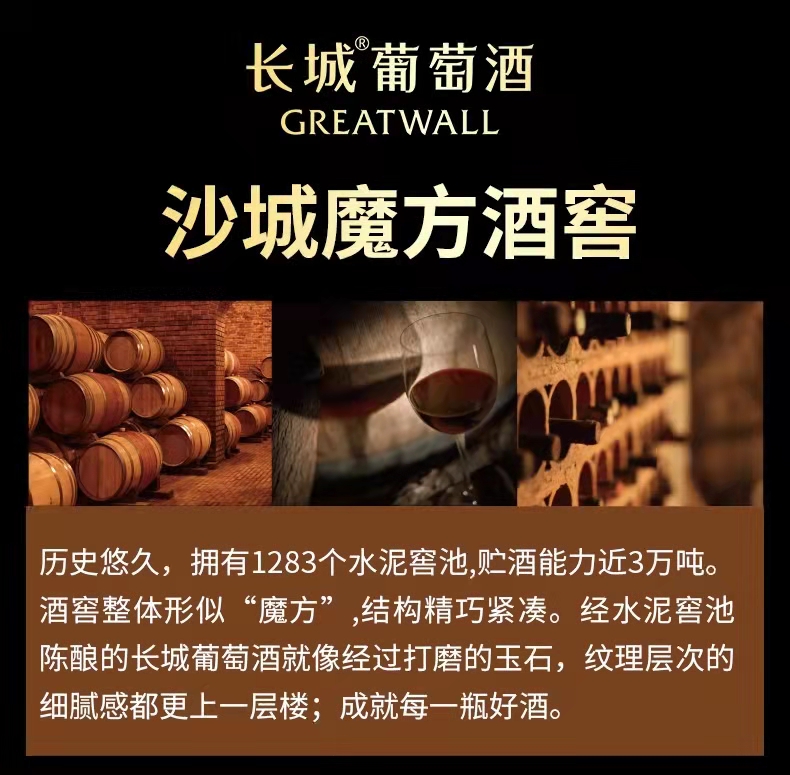 长城®葡萄酒
GREATWALL
沙城魔方酒窖
历史悠久，拥有1283个水泥窖池,贮酒能力近3万吨。
酒窖整体形似“魔方”,结构精巧紧凑。经水泥窖池
陈酿的长城葡萄酒就像经过打磨的玉石，纹理层次的
细腻感都更上一层楼；成就每一瓶好酒。